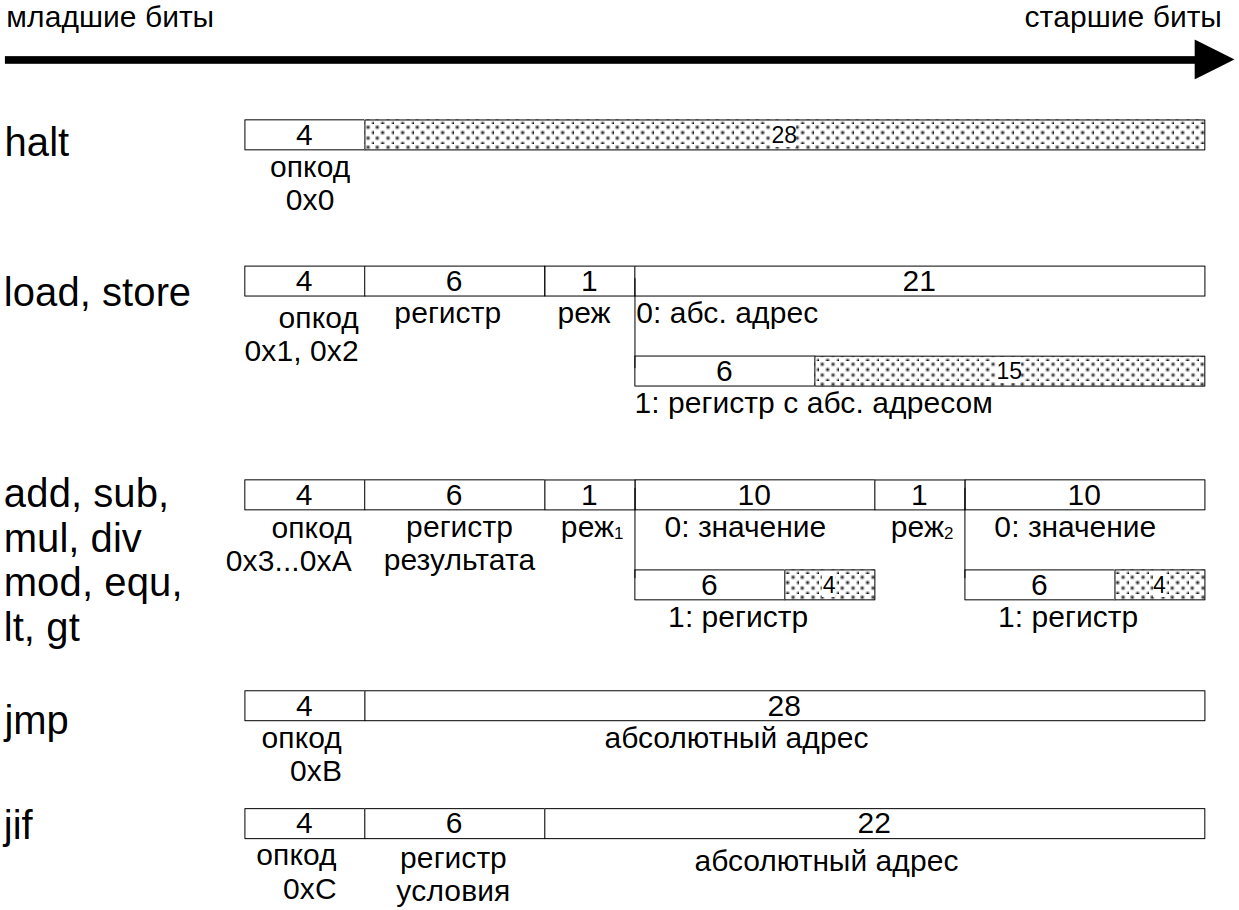 младшие биты старшие биты
halt
4 28
опкод
0x0
load, store
4 6 1 21
опкод регистр реж 0: абс. адрес
0x1, 0x2
6 15
1: регистр с абс. адресом
add, sub,
mul, div
mod, equ,
lt, gt
4 6 1 10 1 10
опкод регистр реж1 0: значение реж2 0: значение
0x3...0xA результата
6 4 6 4
1: регистр 1: регистр
jmp
4 28
опкод абсолютный адрес
0xB
jif
4 6 22
опкод регистр абсолютный адрес
0xC условия